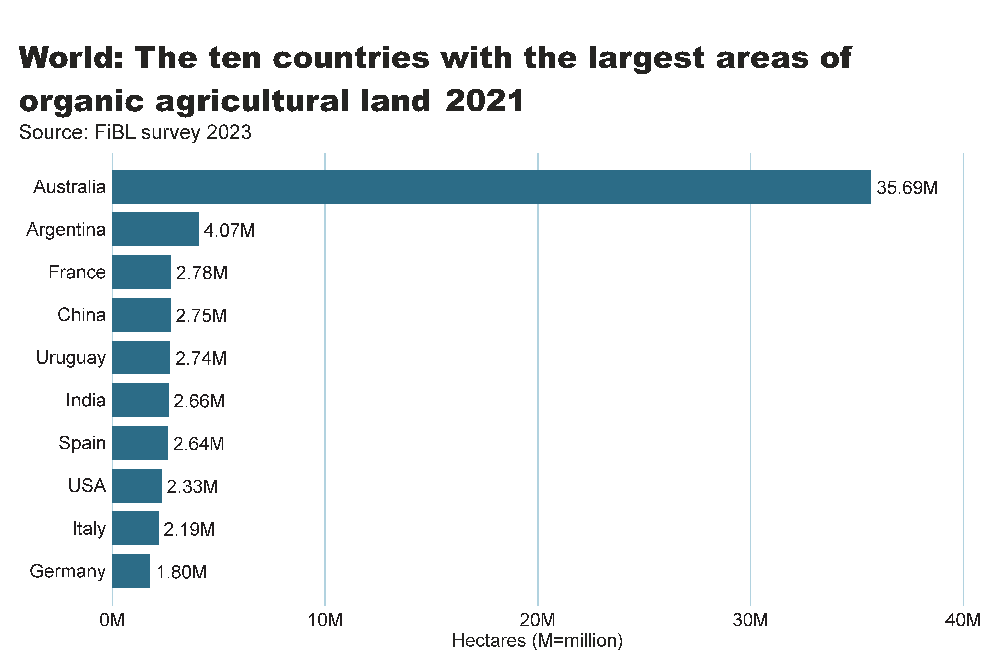 World: The ten countries with the largest areas of
organic agricultural land 2021
Source: FiBL survey 2023
Australia 35.69M
Argentina 4.07M
France 2.78M
China 2.75M
Uruguay 2.74M
India 2.66M
Spain 2.64M
USA 2.33M
Italy 2.19M
Germany 1.80M
0M 10M 20M 30M 40M
Hectares (M=million)